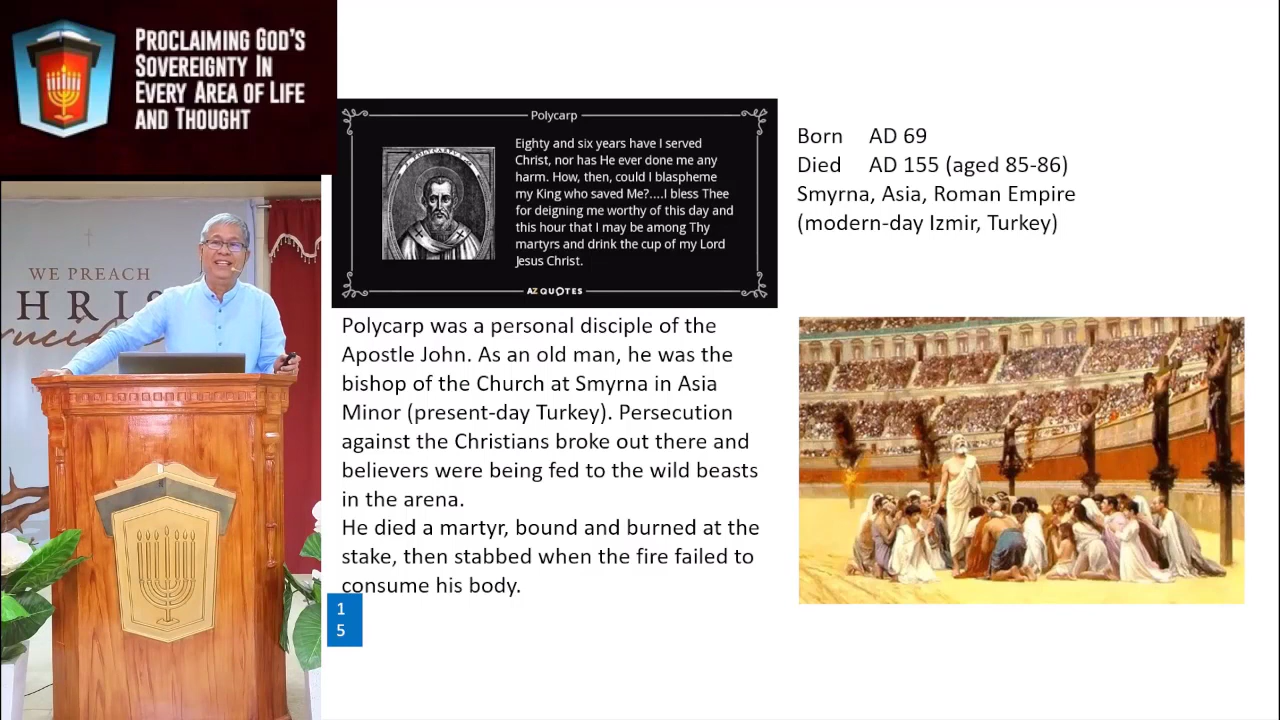 PROCLAIMING GOD'S
SOVEREIGNTY IN
EVERY AREA OF LIFE
AND THOUGHT
WE PREACH
HRIS
Polycarp
Eighty and six years have I served
Christ, nor has He ever done me any
harm. How, then, could I blaspheme
my King who saved Me?....I bless Thee
for deigning me worthy of this day and
this hour that I may be among Thy
martyrs and drink the cup of my Lord
Jesus Christ.
AZ QUOTES
Born AD 69
Died AD 155 (aged 85-86)
Smyrna, Asia, Roman Empire
(modern-day Izmir, Turkey)
Polycarp was a personal disciple of the
Apostle John. As an old man, he was the
bishop of the Church at Smyrna in Asia
Minor (present-day Turkey). Persecution
against the Christians broke out there and
believers were being fed to the wild beasts
in the arena.
He died a martyr, bound and burned at the
stake, then stabbed when the fire failed to
consume his body.
1
5